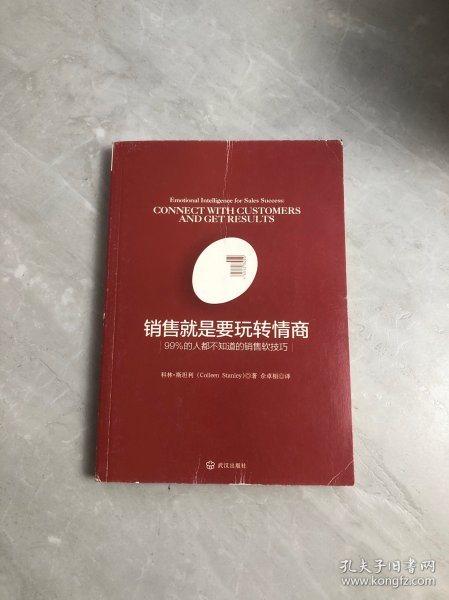 Emotional Intelligence for Sales Success:
CONNECT WITH CUSTOMERS
AND GET RESULTS
销售就是要玩转情商
99%的人都不知道的销售软技巧
科林·斯坦利 (Colleen Stanley)◎著 佘卓桓◎译
武汉出版社
孔夫子旧书网
www.kongfz.com